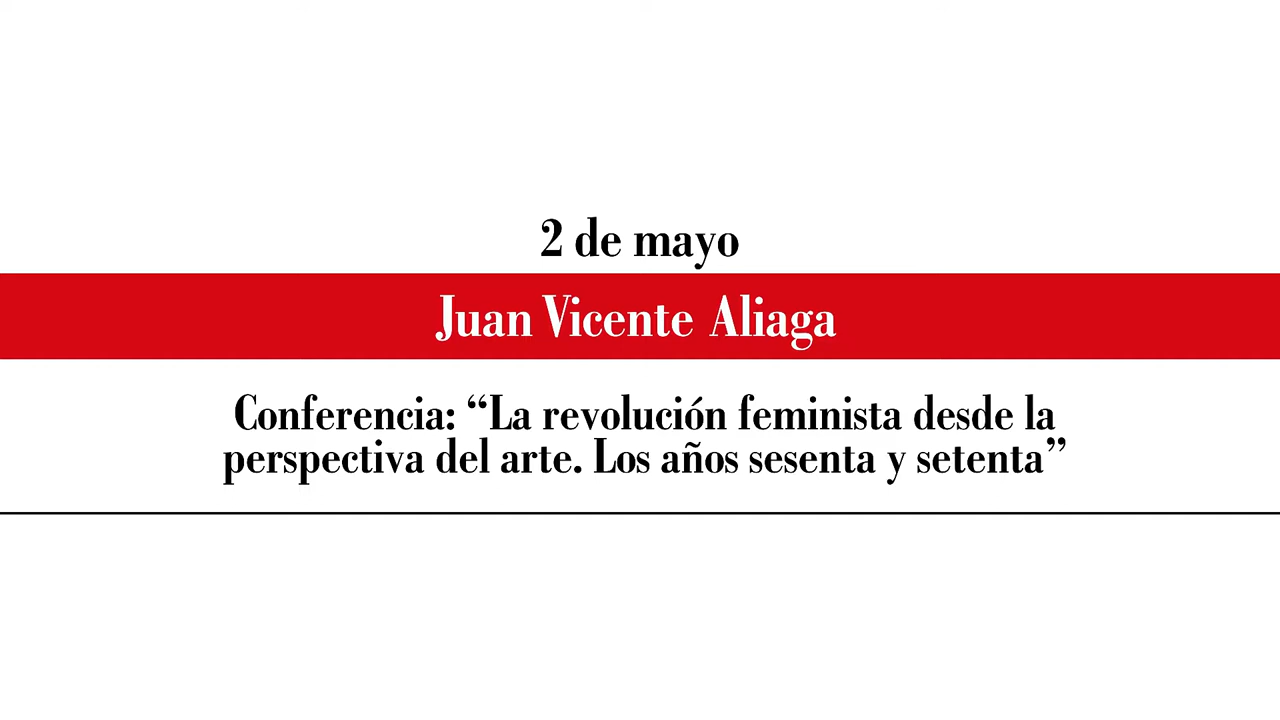 2 de mayo
Juan Vicente Aliaga
Conferencia: “La revolución feminista desde la
perspectiva del arte. Los años sesenta y setenta”